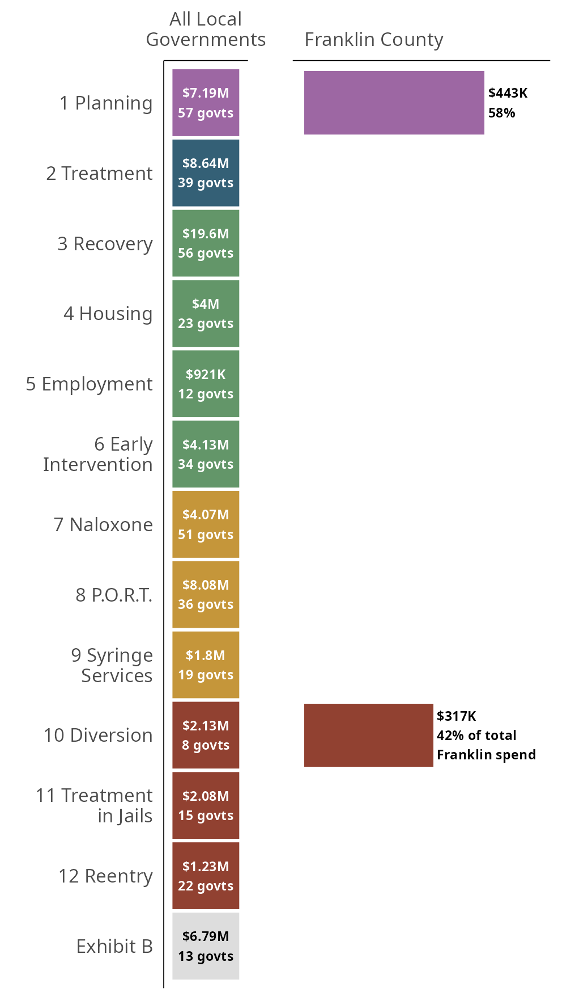 All Local
Governments
Franklin County
1 Planning
$7.19M
57 govts
$443K
58%
2 Treatment
$8.64M
39 govts
3 Recovery
$19.6M
56 govts
4 Housing
$4M
23 govts
5 Employment
$921K
12 govts
6 Early
Intervention
$4.13M
34 govts
7 Naloxone
$4.07M
51 govts
8 P.O.R.T.
$8.08M
36 govts
9 Syringe
Services
$1.8M
19 govts
10 Diversion
$2.13M
8 govts
$317K
42% of total
Franklin spend
11 Treatment
in Jails
$2.08M
15 govts
12 Reentry
$1.23M
22 govts
Exhibit B
$6.79M
13 govts